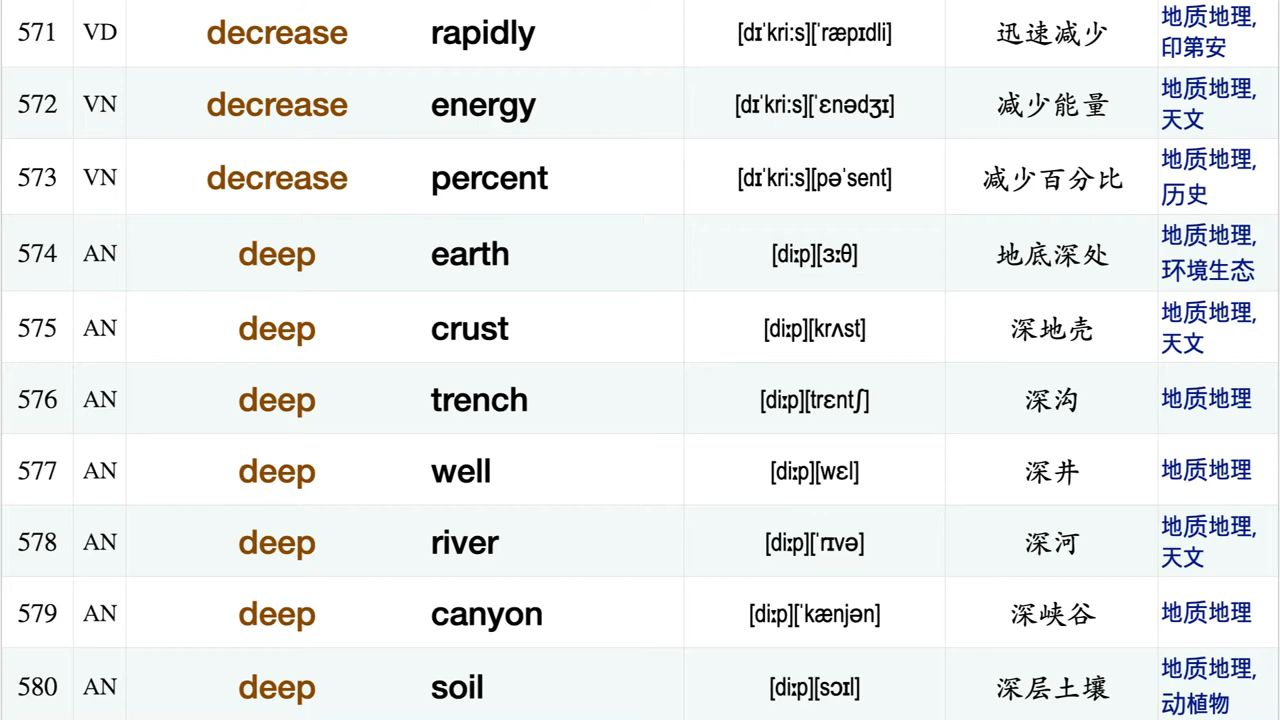 571 VD decrease rapidly [dɪˈkriːs][ˈræpɪdli] 迅速减少 地质地理,
印第安
572 VN decrease energy [dɪˈkriːs][ˈɛnədʒɪ] 减少能量 地质地理,
天文
573 VN decrease percent [dɪˈkriːs][pəˈsent] 减少百分比 地质地理,
历史
574 AN deep earth [diːp][ɜːθ] 地底深处 地质地理,
环境生态
575 AN deep crust [diːp][krʌst] 深地壳 地质地理,
天文
576 AN deep trench [diːp][trɛntʃ] 深沟 地质地理
577 AN deep well [diːp][wɛl] 深井 地质地理
578 AN deep river [diːp][ˈrɪvə] 深河 地质地理,
天文
579 AN deep canyon [diːp][ˈkænjən] 深峡谷 地质地理
580 AN deep soil [diːp][sɔɪl] 深层土壤 地质地理,
动植物